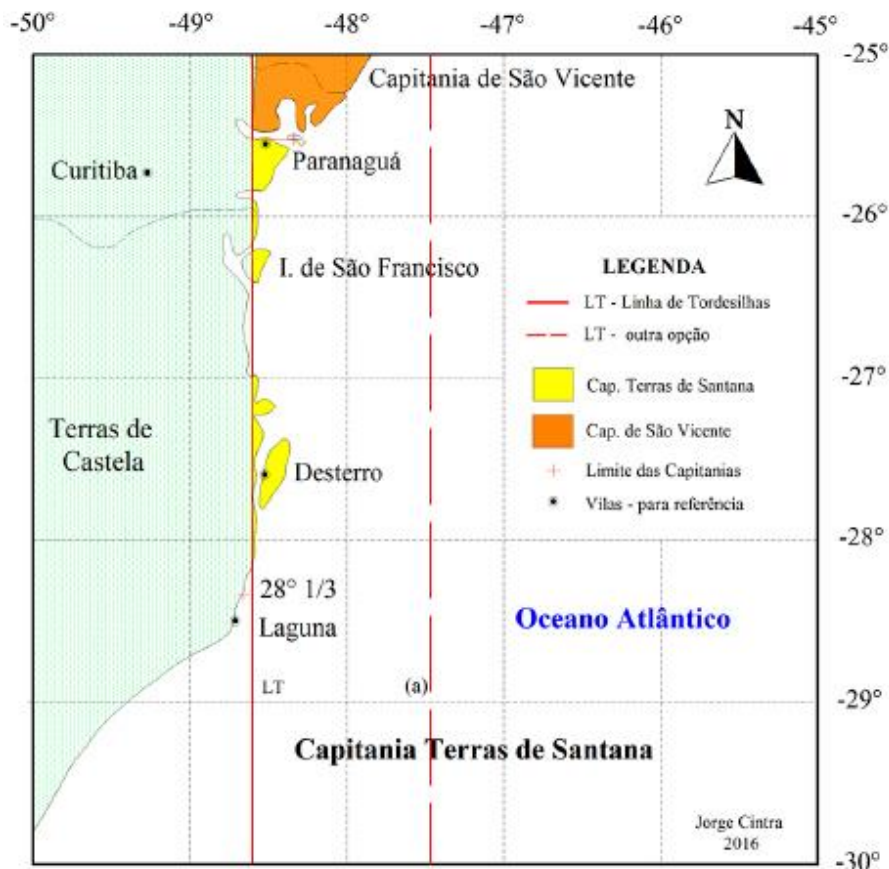 -50° -49° -48° -47° -46° -45°
-25°
Capitania de São Vicente
N
Curitiba
Paranaguá
-26°
I. de São Francisco
LEGENDA
LT - Linha de Tordesilhas
LT - outra opção
-27°
Cap. Terras de Santana
Terras de
Castela
Cap. de São Vicente
Desterro
Limite das Capitanias
Vilas - para referência
-28°
28° 1/3
Laguna
Oceano Atlântico
LT
(a)
-29°
Capitania Terras de Santana
Jorge Cintra
2016
-30°